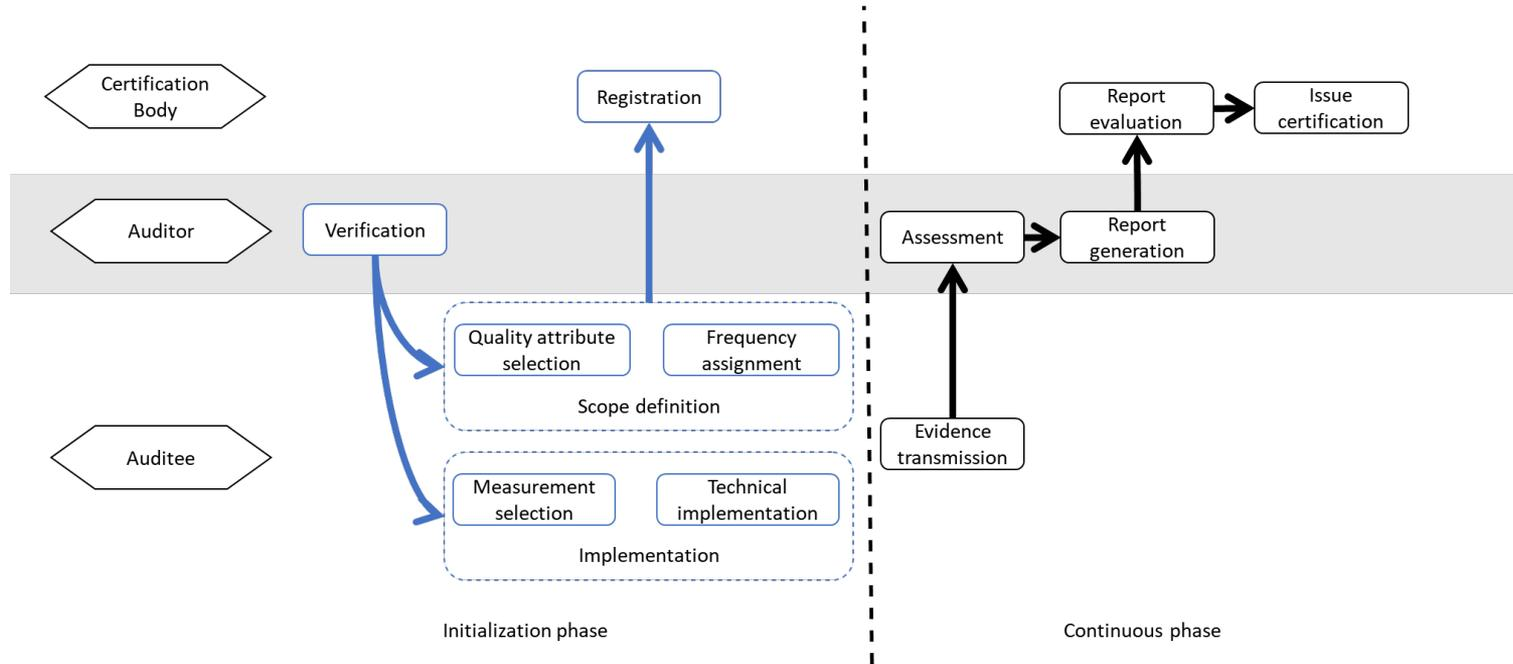 Certification
Body
Registration
Report
evaluation
Issue
certification
Auditor
Verification
Assessment
Report
generation
Quality attribute
selection
Frequency
assignment
Scope definition
Auditee
Evidence
transmission
Measurement
selection
Technical
implementation
Implementation
Initialization phase
Continuous phase